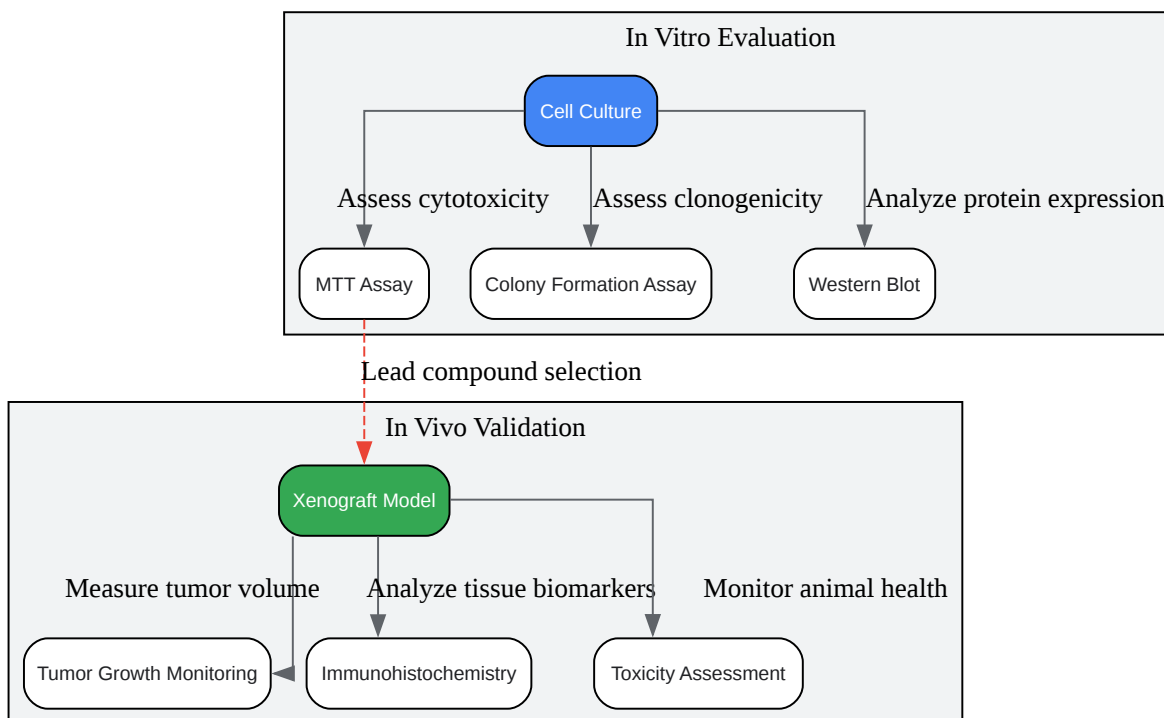 In Vitro Evaluation
Cell Culture
Assess cytotoxicity
Assess clonogenicity
Analyze protein expression
MTT Assay
Colony Formation Assay
Western Blot
Lead compound selection
In Vivo Validation
Xenograft Model
Measure tumor volume
Analyze tissue biomarkers
Monitor animal health
Tumor Growth Monitoring
Immunohistochemistry
Toxicity Assessment